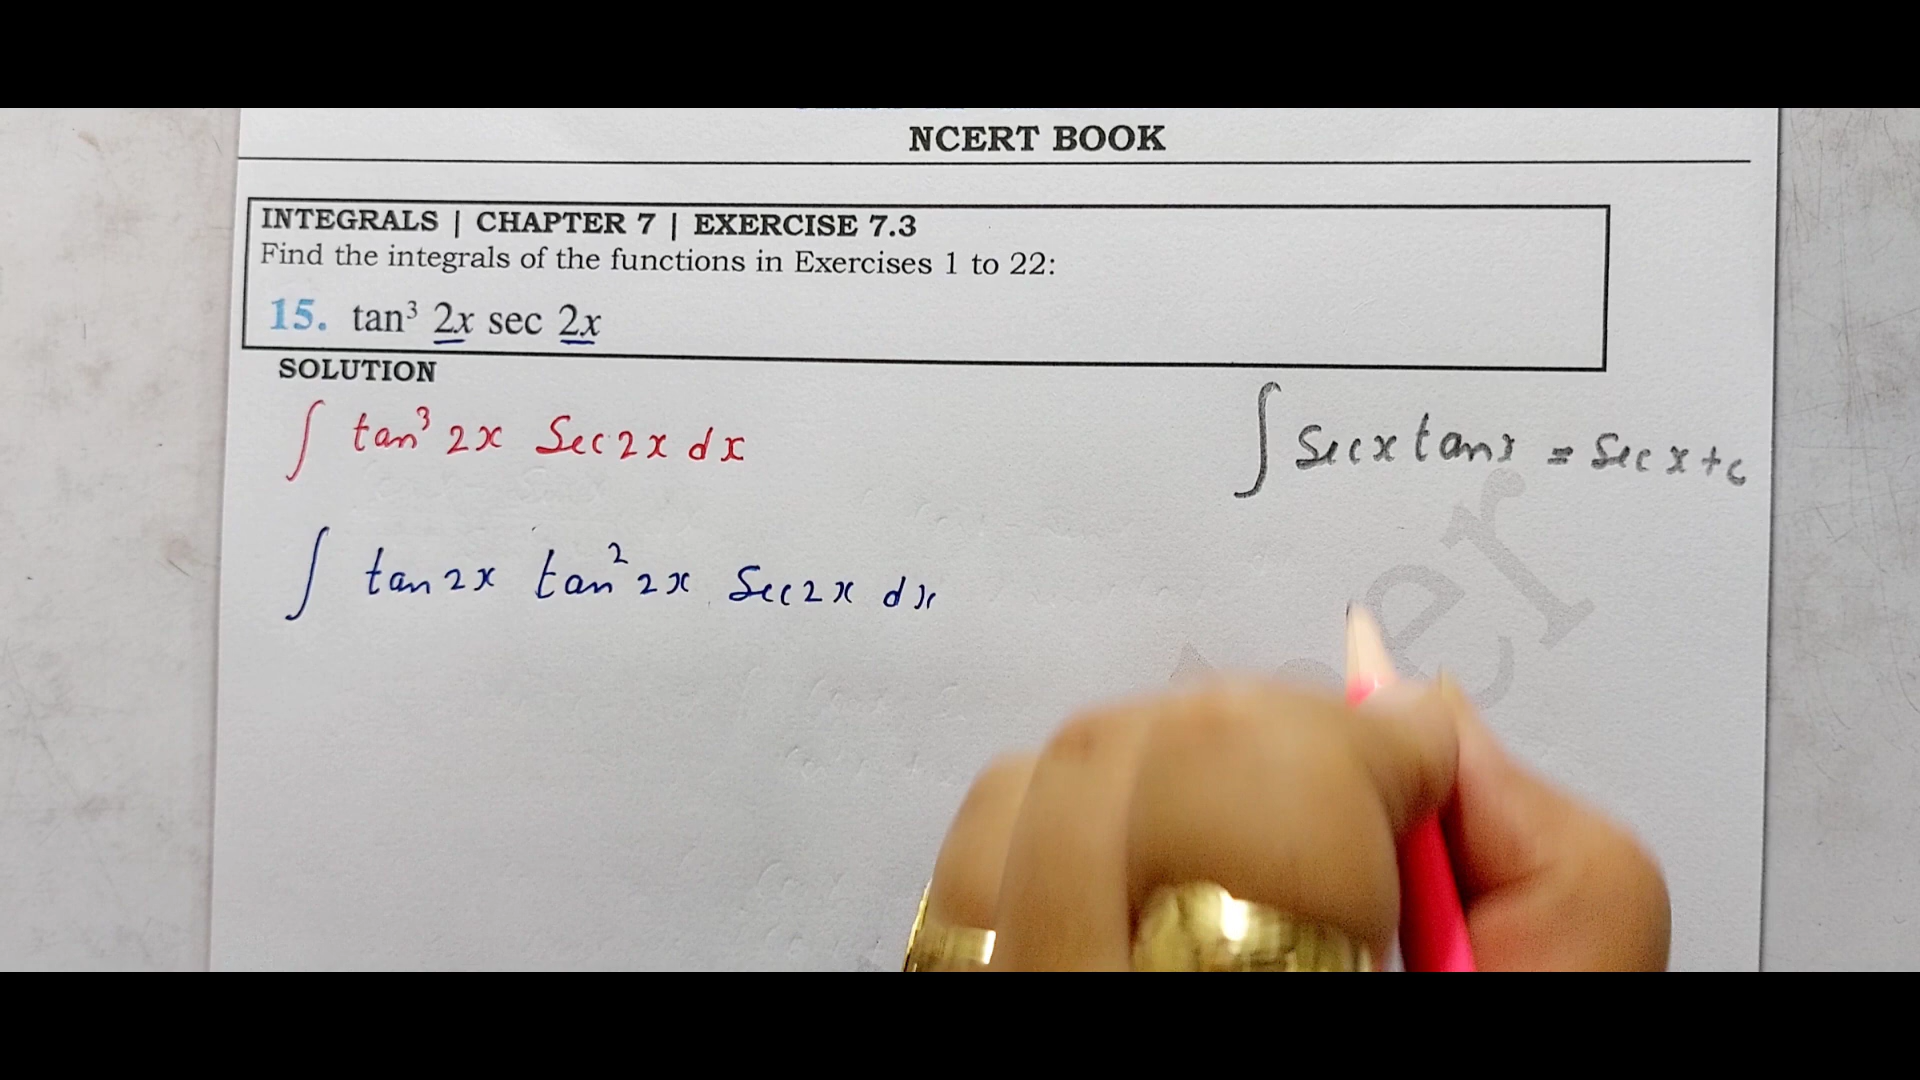 NCERT BOOK
INTEGRALS | CHAPTER 7 | EXERCISE 7.3
Find the integrals of the functions in Exercises 1 to 22:
15. tan³ 2x sec 2x
SOLUTION
∫ tan³ 2x Sec 2x dx
∫ Sec x tan x = Sec x + c
∫ tan 2x tan² 2x Sec 2x dx